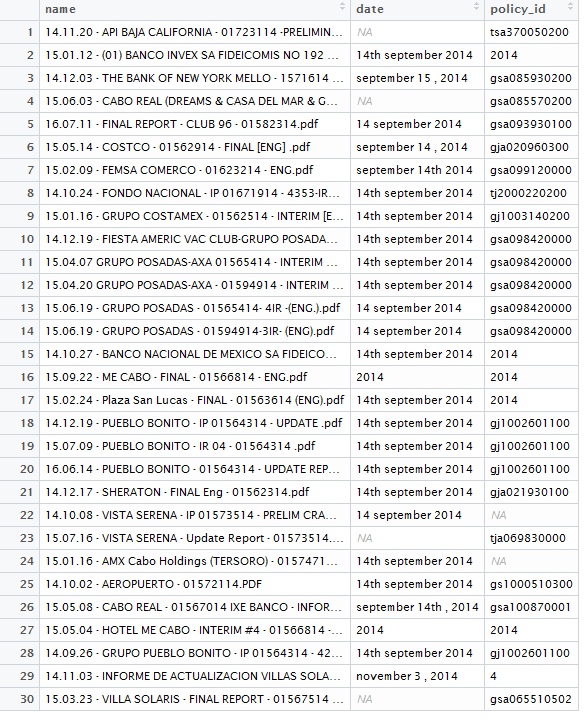 name date policy_id
1 14.11.20 - API BAJA CALIFORNIA - 01723114 -PRELIMIN... NA tsa370050200
2 15.01.12 - (01) BANCO INVEX SA FIDEICOMIS NO 192 ... 14th september 2014 2014
3 14.12.03 - THE BANK OF NEW YORK MELLO - 1571614 ... september 15 , 2014 gsa085930200
4 15.06.03 - CABO REAL (DREAMS & CASA DEL MAR & G... NA gsa085570200
5 16.07.11 - FINAL REPORT - CLUB 96 - 01582314.pdf 14 september 2014 gsa093930100
6 15.05.14 - COSTCO - 01562914 - FINAL [ENG] .pdf september 14 , 2014 gja020960300
7 15.02.09 - FEMSA COMERCO - 01623214 - ENG.pdf september 14th 2014 gsa099120000
8 14.10.24 - FONDO NACIONAL - IP 01671914 - 4353-IR... 14th september 2014 tj2000220200
9 15.01.16 - GRUPO COSTAMEX - 01562514 - INTERIM [E... 14th september 2014 gj1003140200
10 14.12.19 - FIESTA AMERIC VAC CLUB-GRUPO POSADA... 14th september 2014 gsa098420000
11 15.04.07 GRUPO POSADAS-AXA 01565414 - INTERIM ... 14th september 2014 gsa098420000
12 15.04.20 GRUPO POSADAS-AXA - 01594914 - INTERIM ... 14th september 2014 gsa098420000
13 15.06.19 - GRUPO POSADAS - 01565414- 4IR -(ENG.).pdf 14 september 2014 gsa098420000
14 15.06.19 - GRUPO POSADAS - 01594914-3IR- (ENG).pdf 14 september 2014 gsa098420000
15 14.10.27 - BANCO NACIONAL DE MEXICO SA FIDEICO... 14th september 2014 2014
16 15.09.22 - ME CABO - FINAL - 01566814 - ENG.pdf 2014 2014
17 15.02.24 - Plaza San Lucas - FINAL - 01563614 (ENG).pdf 14th september 2014 2014
18 14.12.19 - PUEBLO BONITO - IP 01564314 - UPDATE .pdf 14th september 2014 gj1002601100
19 15.07.09 - PUEBLO BONITO - IR 04 - 01564314 .pdf 14th september 2014 gj1002601100
20 16.06.14 - PUEBLO BONITO - 01564314 - UPDATE REP... 14th september 2014 gj1002601100
21 14.12.17 - SHERATON - FINAL Eng - 01562314.pdf 14th september 2014 gja021930100
22 14.10.08 - VISTA SERENA - IP 01573514 - PRELIM CRA... 14 september 2014 NA
23 15.07.16 - VISTA SERENA - Update Report - 01573514.... NA tja069830000
24 15.01.16 - AMX Cabo Holdings (TERSORO) - 0157471... 14th september 2014 NA
25 14.10.02 - AEROPUERTO - 01572114.PDF 14th september 2014 gs1000510300
26 15.05.08 - CABO REAL - 01567014 IXE BANCO - INFOR... september 14th , 2014 gsa100870001
27 15.05.04 - HOTEL ME CABO - INTERIM #4 - 01566814 -... 2014 2014
28 14.09.26 - GRUPO PUEBLO BONITO - IP 01564314 - 42... 14th september 2014 gj1002601100
29 14.11.03 - INFORME DE ACTUALIZACION VILLAS SOLA... november 3 , 2014 4
30 15.03.23 - VILLA SOLARIS - FINAL REPORT - 01567514 ... NA gsa065510502